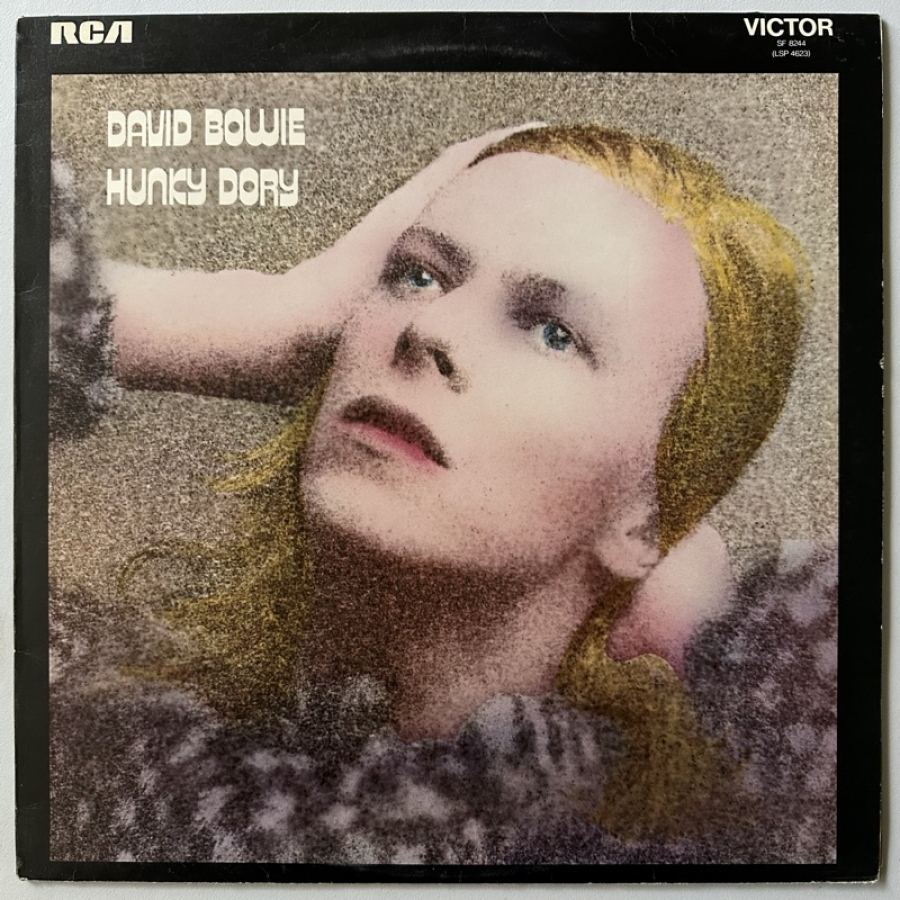 RCA
VICTOR
SF 8244
(LSP 4623)
DAVID BOWIE
HUNKY DORY